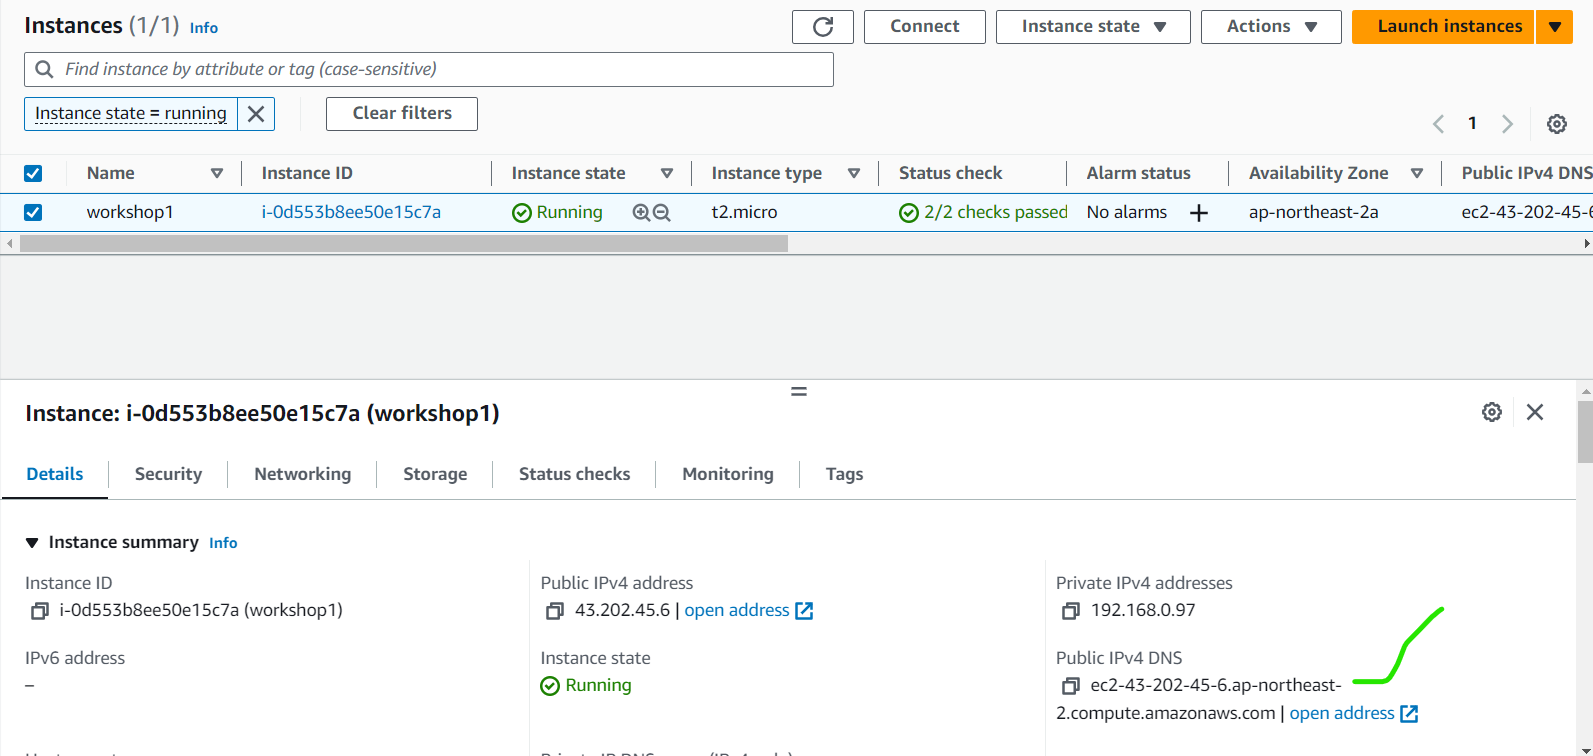 Instances (1/1) Info
Connect
Instance state
Actions
Launch instances
Find instance by attribute or tag (case-sensitive)
Instance state = running
Clear filters
1
Name Instance ID Instance state Instance type Status check Alarm status Availability Zone Public IPv4 DNS
workshop1 i-0d553b8ee50e15c7a Running t2.micro 2/2 checks passed No alarms + ap-northeast-2a ec2-43-202-45-6
Instance: i-0d553b8ee50e15c7a (workshop1)
Details Security Networking Storage Status checks Monitoring Tags
Instance summary Info
Instance ID
i-0d553b8ee50e15c7a (workshop1)
Public IPv4 address
43.202.45.6 | open address
Private IPv4 addresses
192.168.0.97
IPv6 address
–
Instance state
Running
Public IPv4 DNS
ec2-43-202-45-6.ap-northeast-
2.compute.amazonaws.com | open address